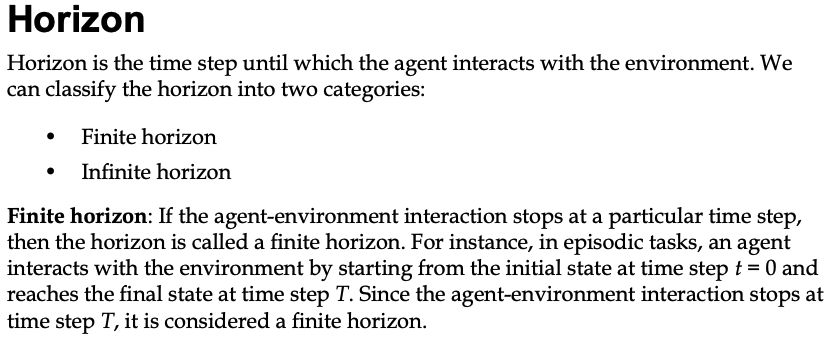 Horizon
Horizon is the time step until which the agent interacts with the environment. We
can classify the horizon into two categories:
• Finite horizon
• Infinite horizon
Finite horizon: If the agent-environment interaction stops at a particular time step,
then the horizon is called a finite horizon. For instance, in episodic tasks, an agent
interacts with the environment by starting from the initial state at time step t = 0 and
reaches the final state at time step T. Since the agent-environment interaction stops at
time step T, it is considered a finite horizon.